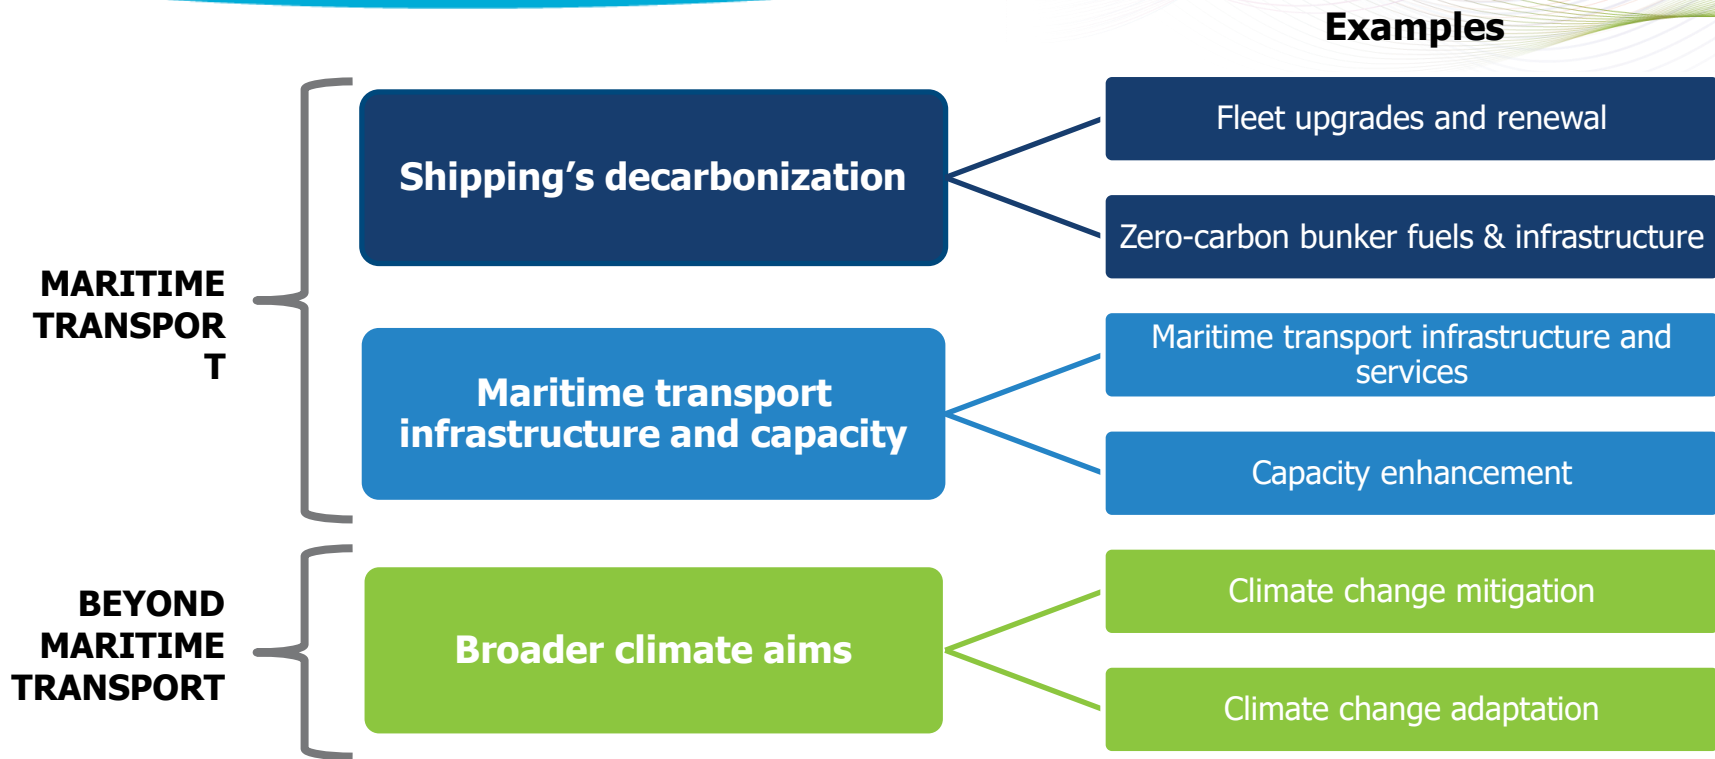 Examples
MARITIME
TRANSPOR
T
Shipping’s decarbonization
Fleet upgrades and renewal
Zero-carbon bunker fuels & infrastructure
Maritime transport
infrastructure and capacity
Maritime transport infrastructure and
services
Capacity enhancement
BEYOND
MARITIME
TRANSPORT
Broader climate aims
Climate change mitigation
Climate change adaptation